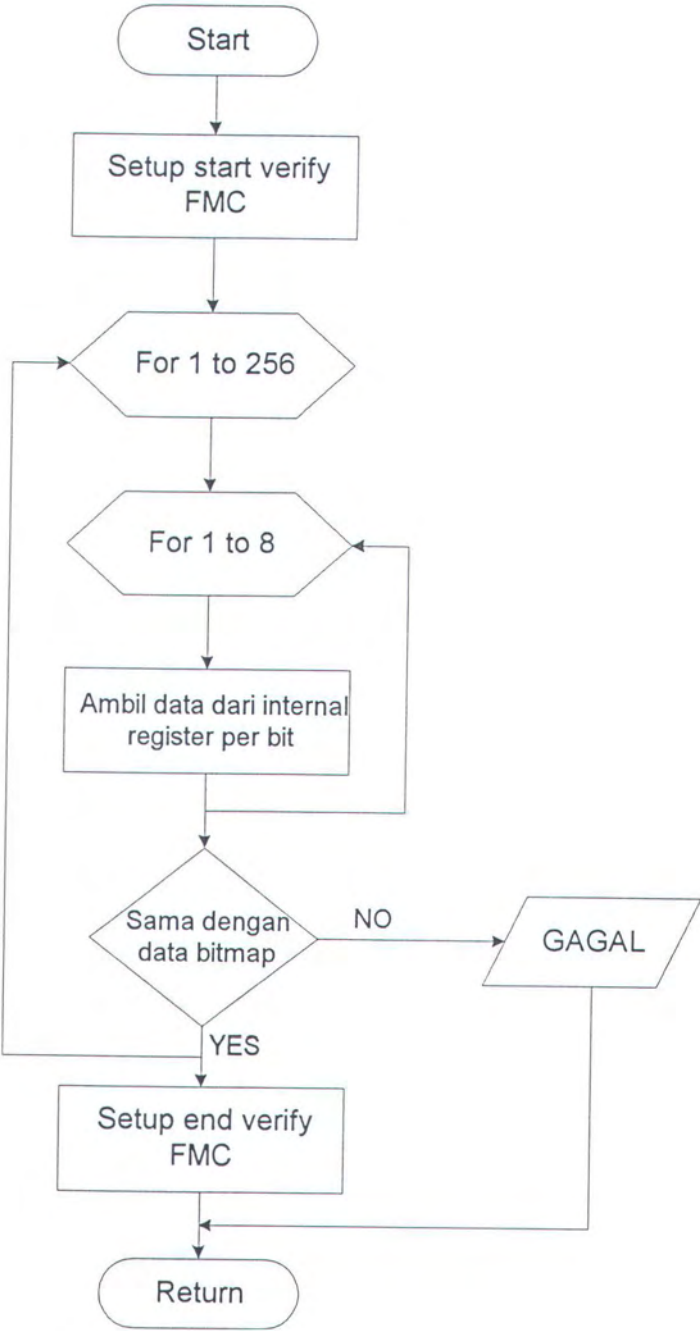 Start
Setup start verify
FMC
For 1 to 256
For 1 to 8
Ambil data dari internal
register per bit
Sama dengan
data bitmap
NO
GAGAL
YES
Setup end verify
FMC
Return